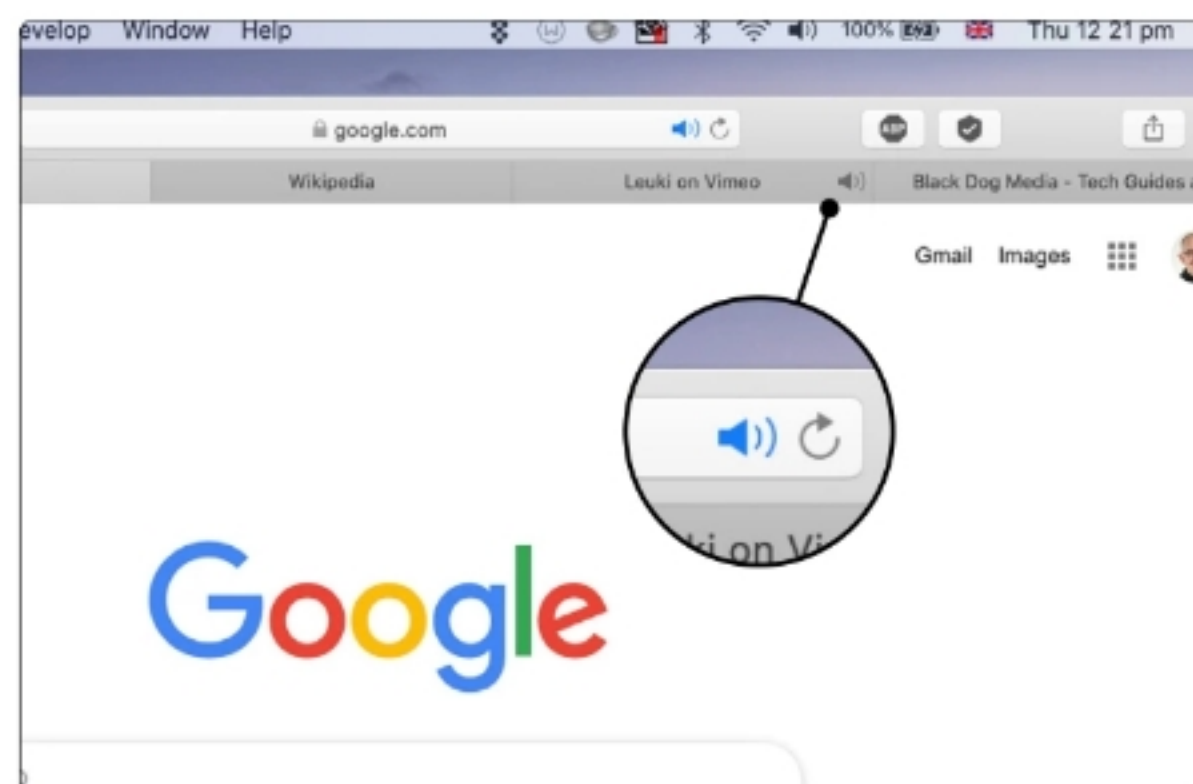 evelop Window Help 100% Thu 12 21 pm
google.com ABP
Wikipedia Leuki on Vimeo Black Dog Media - Tech Guides a
Gmail Images
ki on Vi
Google